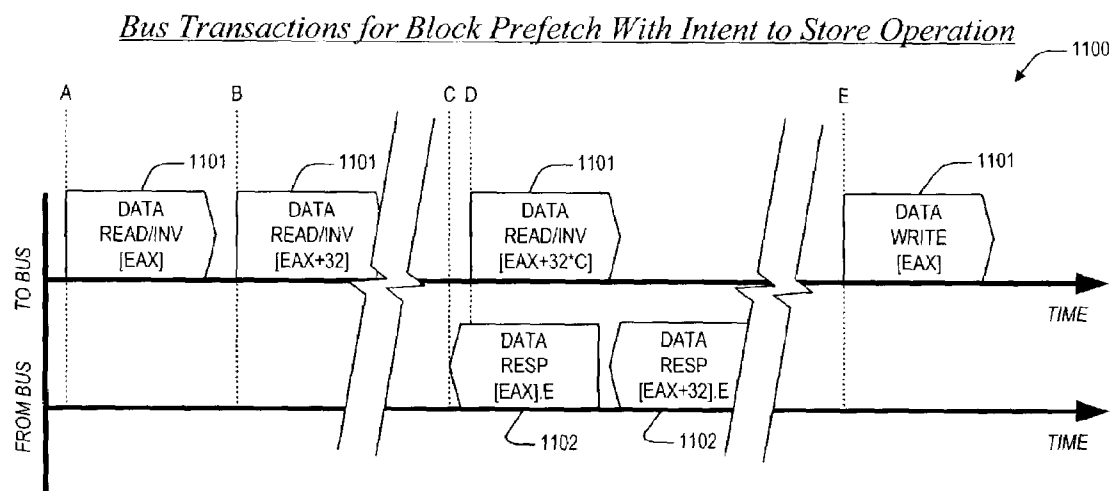 Bus Transactions for Block Prefetch With Intent to Store Operation
1100
A B C D E
1101 1101 1101 1101
DATA READ/INV [EAX]
DATA READ/INV [EAX+32]
DATA READ/INV [EAX+32*C]
DATA WRITE [EAX]
TO BUS
TIME
DATA RESP [EAX].E
DATA RESP [EAX+32].E
FROM BUS
1102 1102
TIME